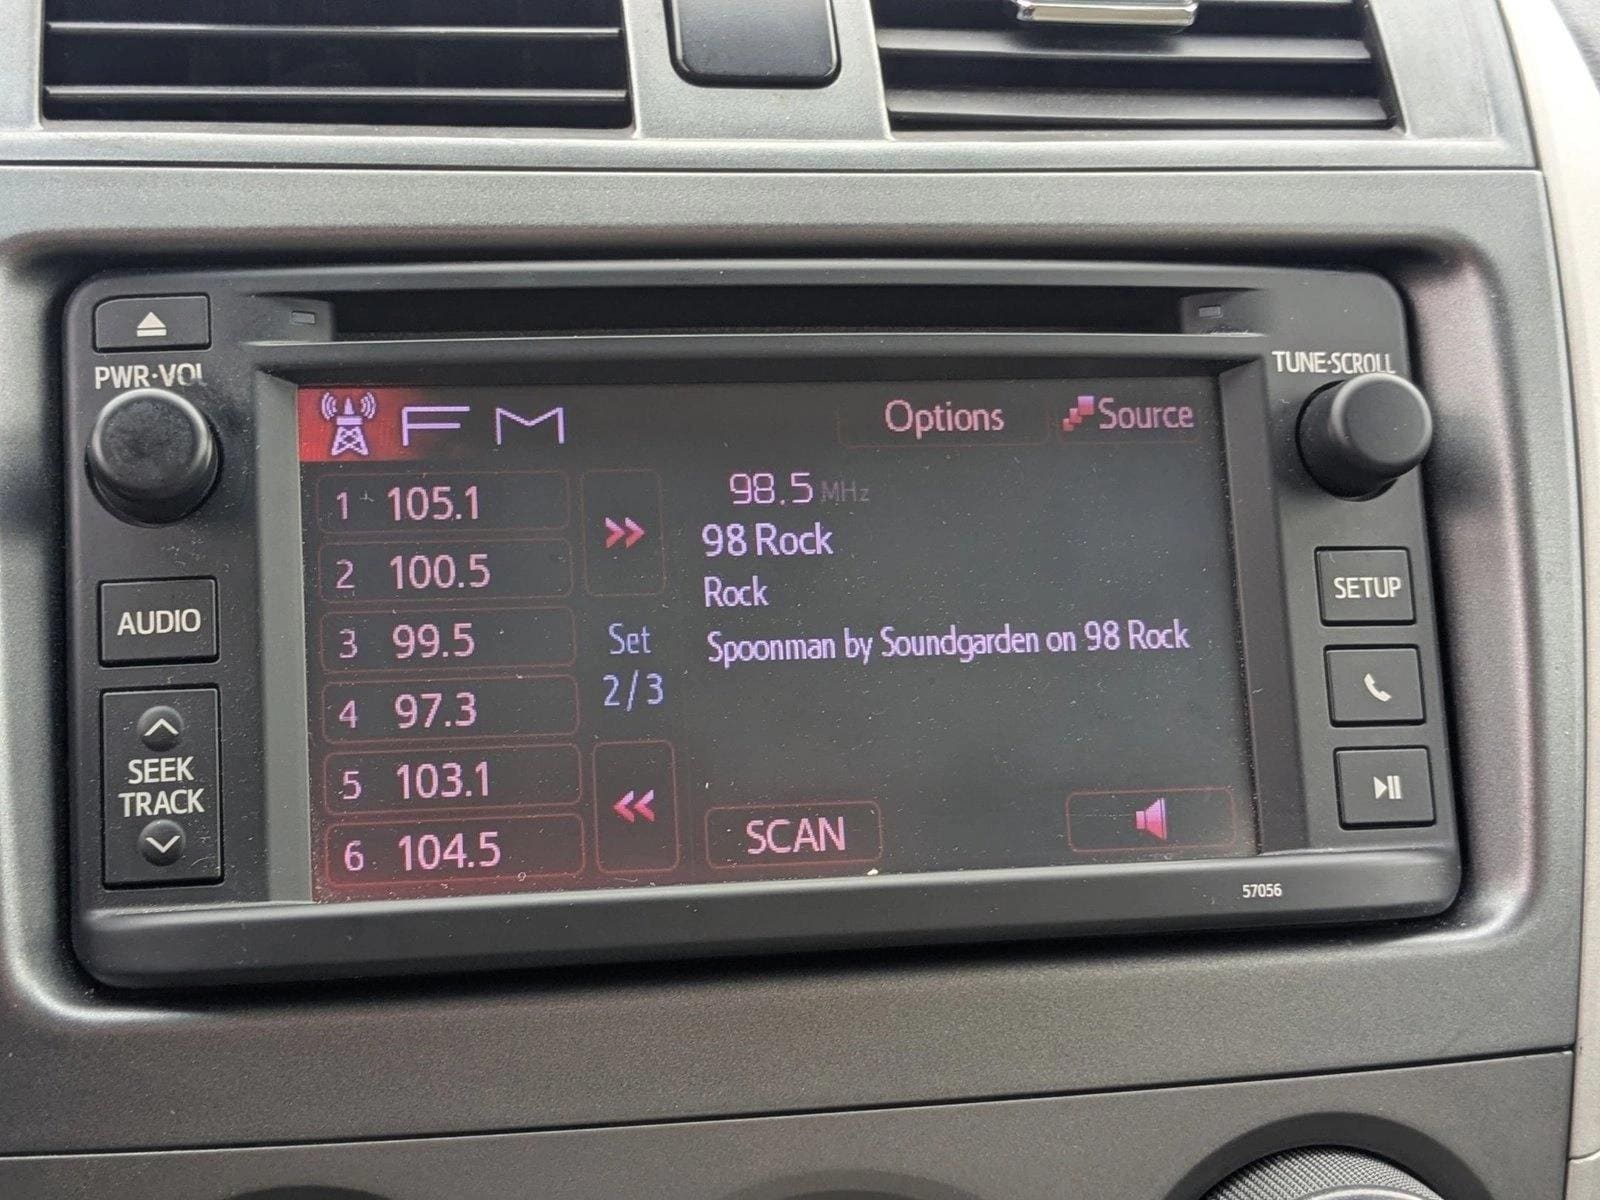 PWR·VOL
TUNE·SCROLL
FM
Options
Source
1 105.1
2 100.5
3 99.5
4 97.3
5 103.1
6 104.5
Set
2/3
98.5 MHz
98 Rock
Rock
Spoonman by Soundgarden on 98 Rock
SCAN
AUDIO
SEEK
TRACK
SETUP
57056